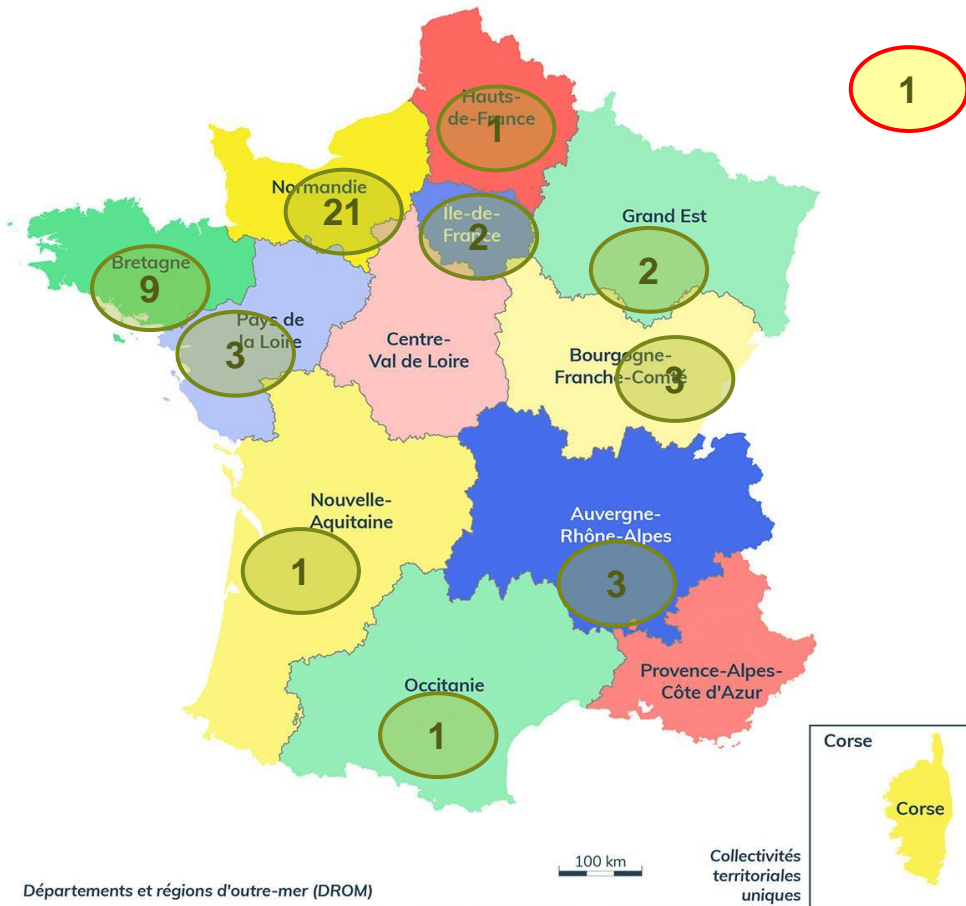 Hauts-
de-France
1
1
Normandie
21
Ile-de-
France
2
Grand Est
2
Bretagne
9
Pays de
la Loire
3
Centre-
Val de Loire
Bourgogne-
Franche-Comté
3
Nouvelle-
Aquitaine
1
Auvergne-
Rhône-Alpes
3
Provence-Alpes-
Côte d'Azur
Occitanie
1
Corse
Corse
100 km
Collectivités
territoriales
uniques
Départements et régions d'outre-mer (DROM)